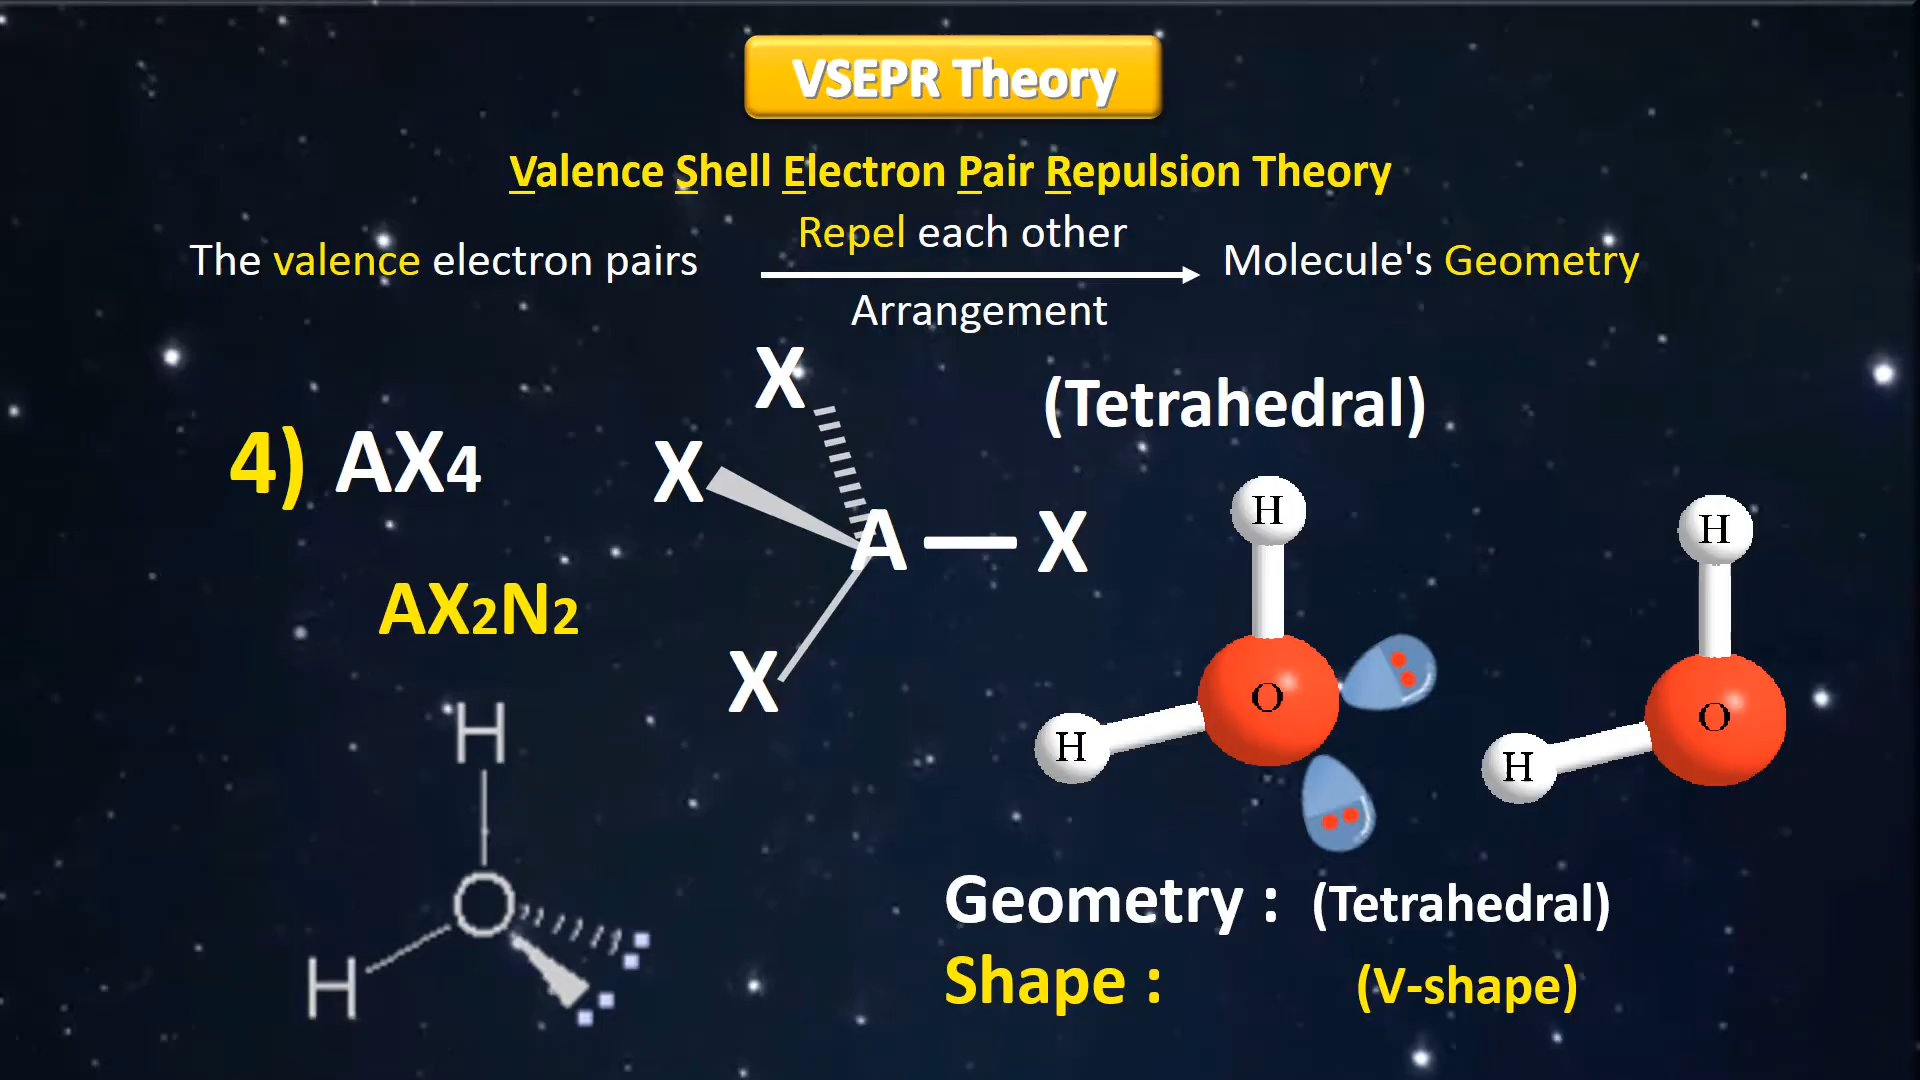 VSEPR Theory
Valence Shell Electron Pair Repulsion Theory
The valence electron pairs
Repel each other
Arrangement
Molecule's Geometry
4) AX4
AX2N2
X
X
A — X
X
(Tetrahedral)
H
O
H
H
O
H
H
O
H
Geometry : (Tetrahedral)
Shape : (V-shape)